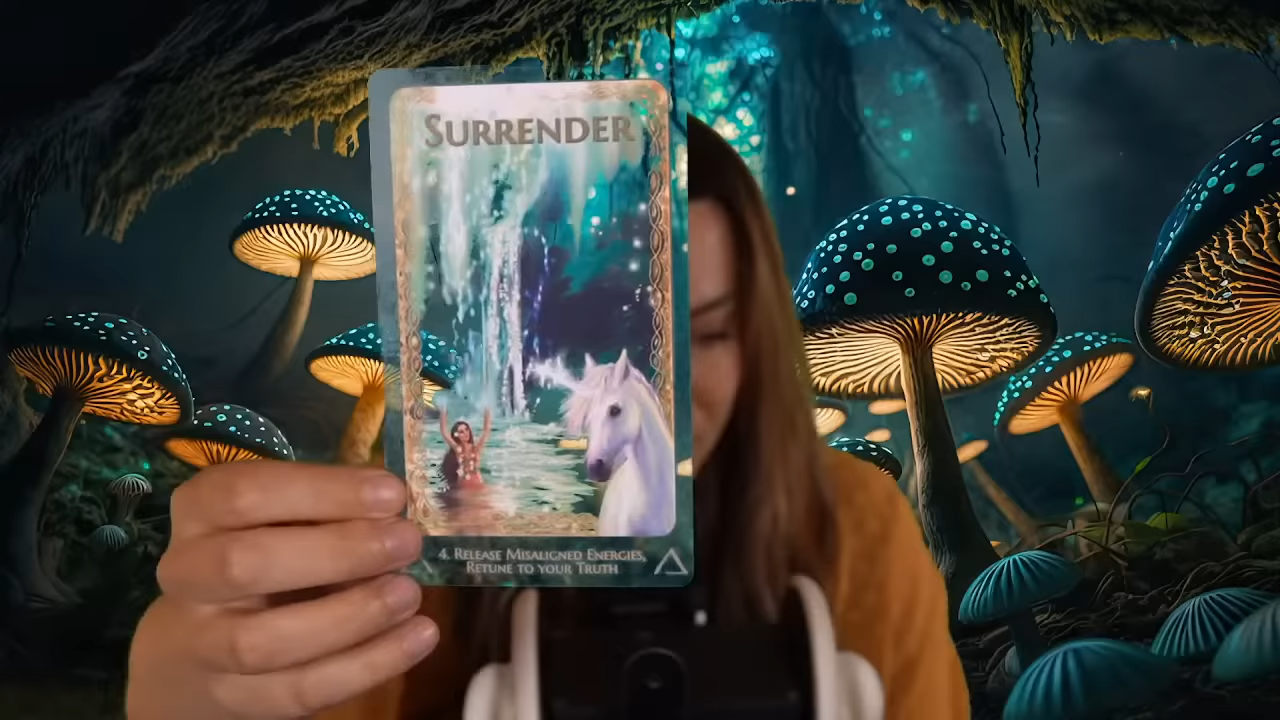 SURRENDER
4. RELEASE MISALIGNED ENERGIES,
RETUNE TO YOUR TRUTH